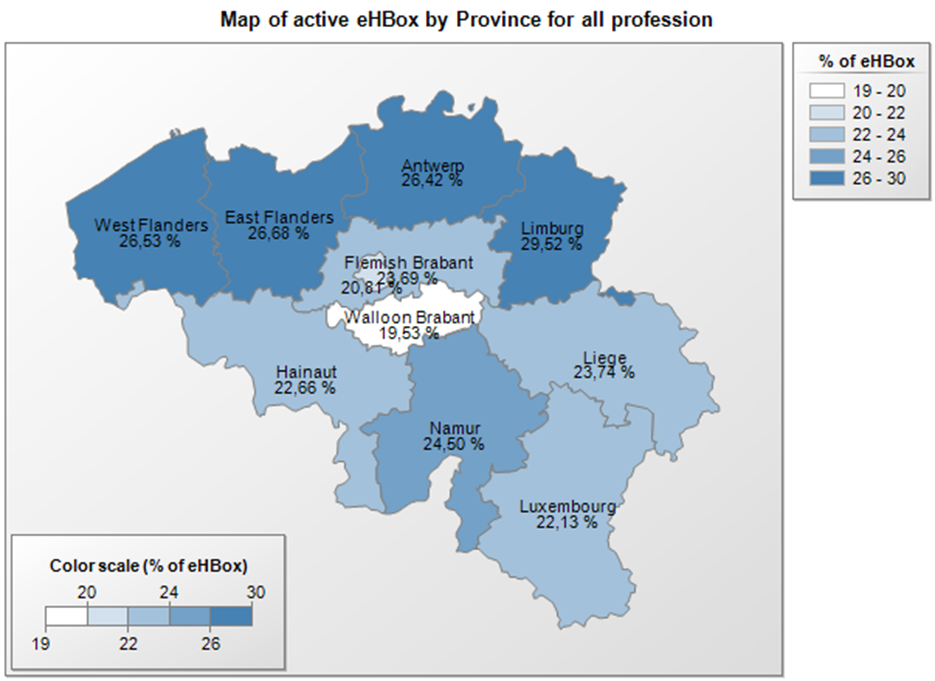 Map of active eHBox by Province for all profession
% of eHBox
19 - 20
20 - 22
22 - 24
24 - 26
26 - 30
Antwerp
26,42 %
West Flanders
26,53 %
East Flanders
26,68 %
Limburg
29,52 %
Flemish Brabant
23,69 %
20,81 %
Walloon Brabant
19,53 %
Liege
23,74 %
Hainaut
22,66 %
Namur
24,50 %
Luxembourg
22,13 %
Color scale (% of eHBox)
20 24 30
19 22 26